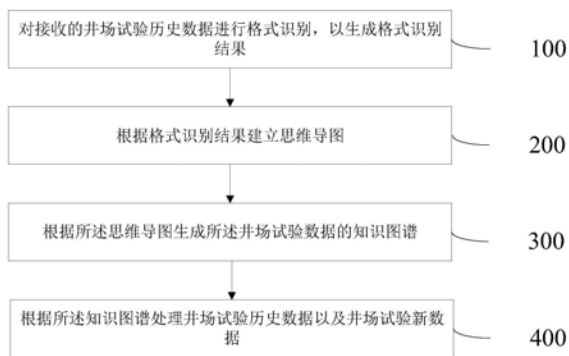 对接收的井场试验历史数据进行格式识别，以生成格式识别
结果
100
根据格式识别结果建立思维导图
200
根据所述思维导图生成所述井场试验数据的知识图谱
300
根据所述知识图谱处理井场试验历史数据以及井场试验新数
据
400